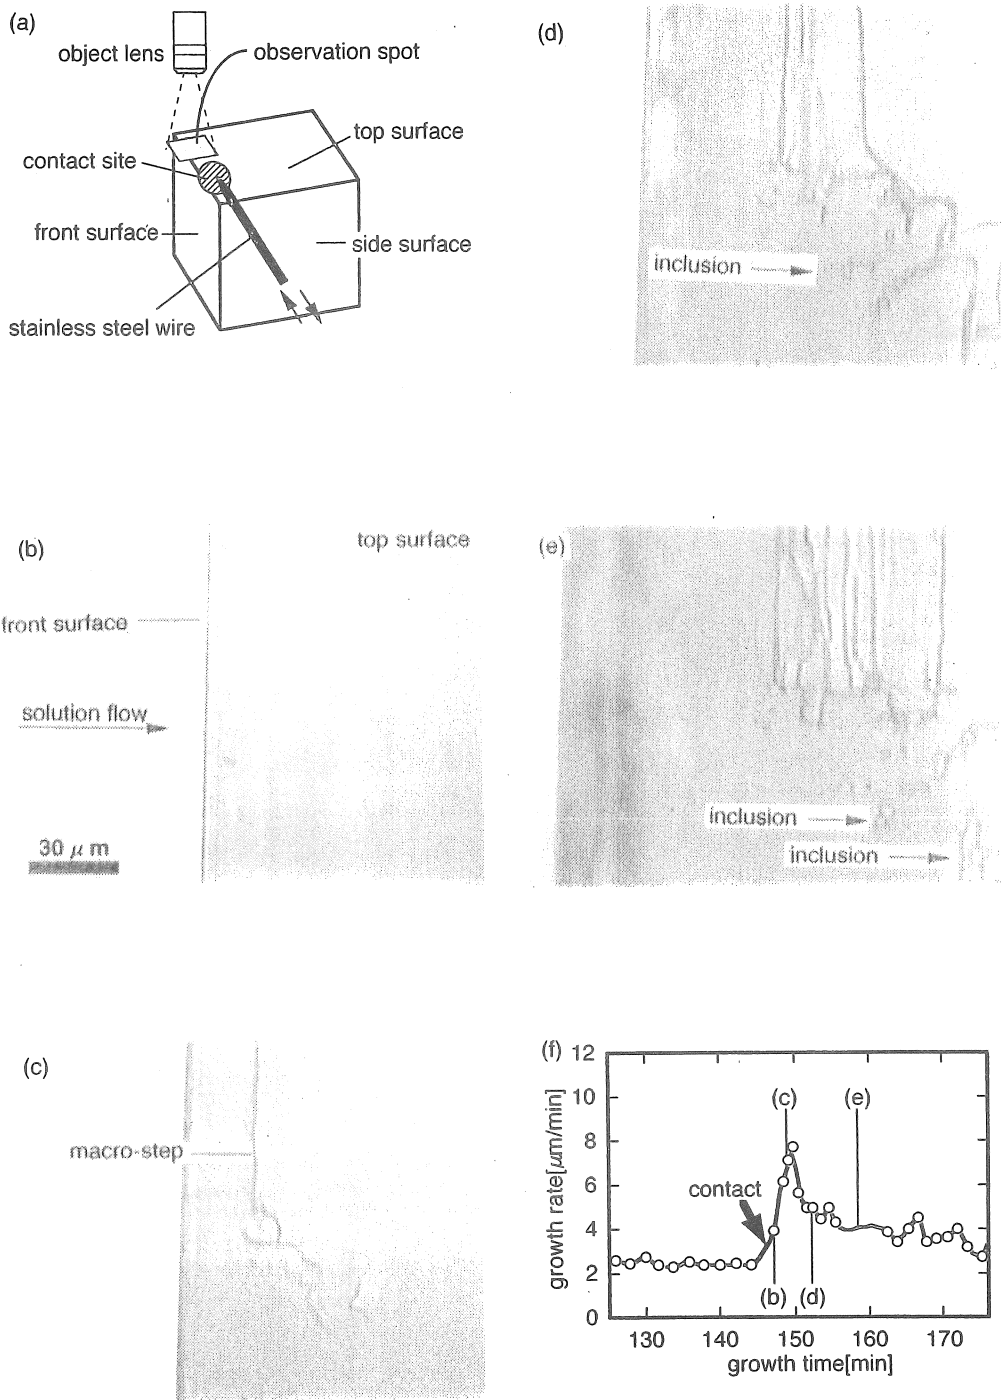 (a)
object lens
observation spot
top surface
contact site
front surface
side surface
stainless steel wire
(b)
top surface
front surface
solution flow
30 μ m
(c)
macro-step
(d)
inclusion
(e)
inclusion
inclusion
(f)
12
10
8
6
4
2
0
growth rate[μm/min]
(c)
(e)
contact
(b)
(d)
130
140
150
160
170
growth time[min]